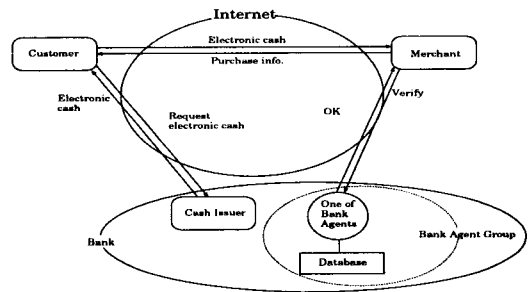 Internet
Electronic cash
Customer
Merchant
Purchase info.
Electronic
cash
Verify
Request
electronic cash
OK
Cash Issuer
One of
Bank
Agents
Bank
Bank Agent Group
Database